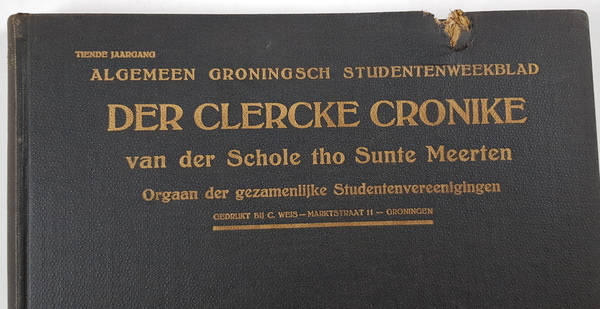 TIENDE JAARGANG
ALGEMEEN GRONINGSCH STUDENTENWEEKBLAD
DER CLERCKE CRONIKE
van der Schole tho Sunte Meerten
Orgaan der gezamenlijke Studentenvereenigingen
GEDRUKT BIJ C. WEIS — MARKTSTRAAT 11 — GRONINGEN